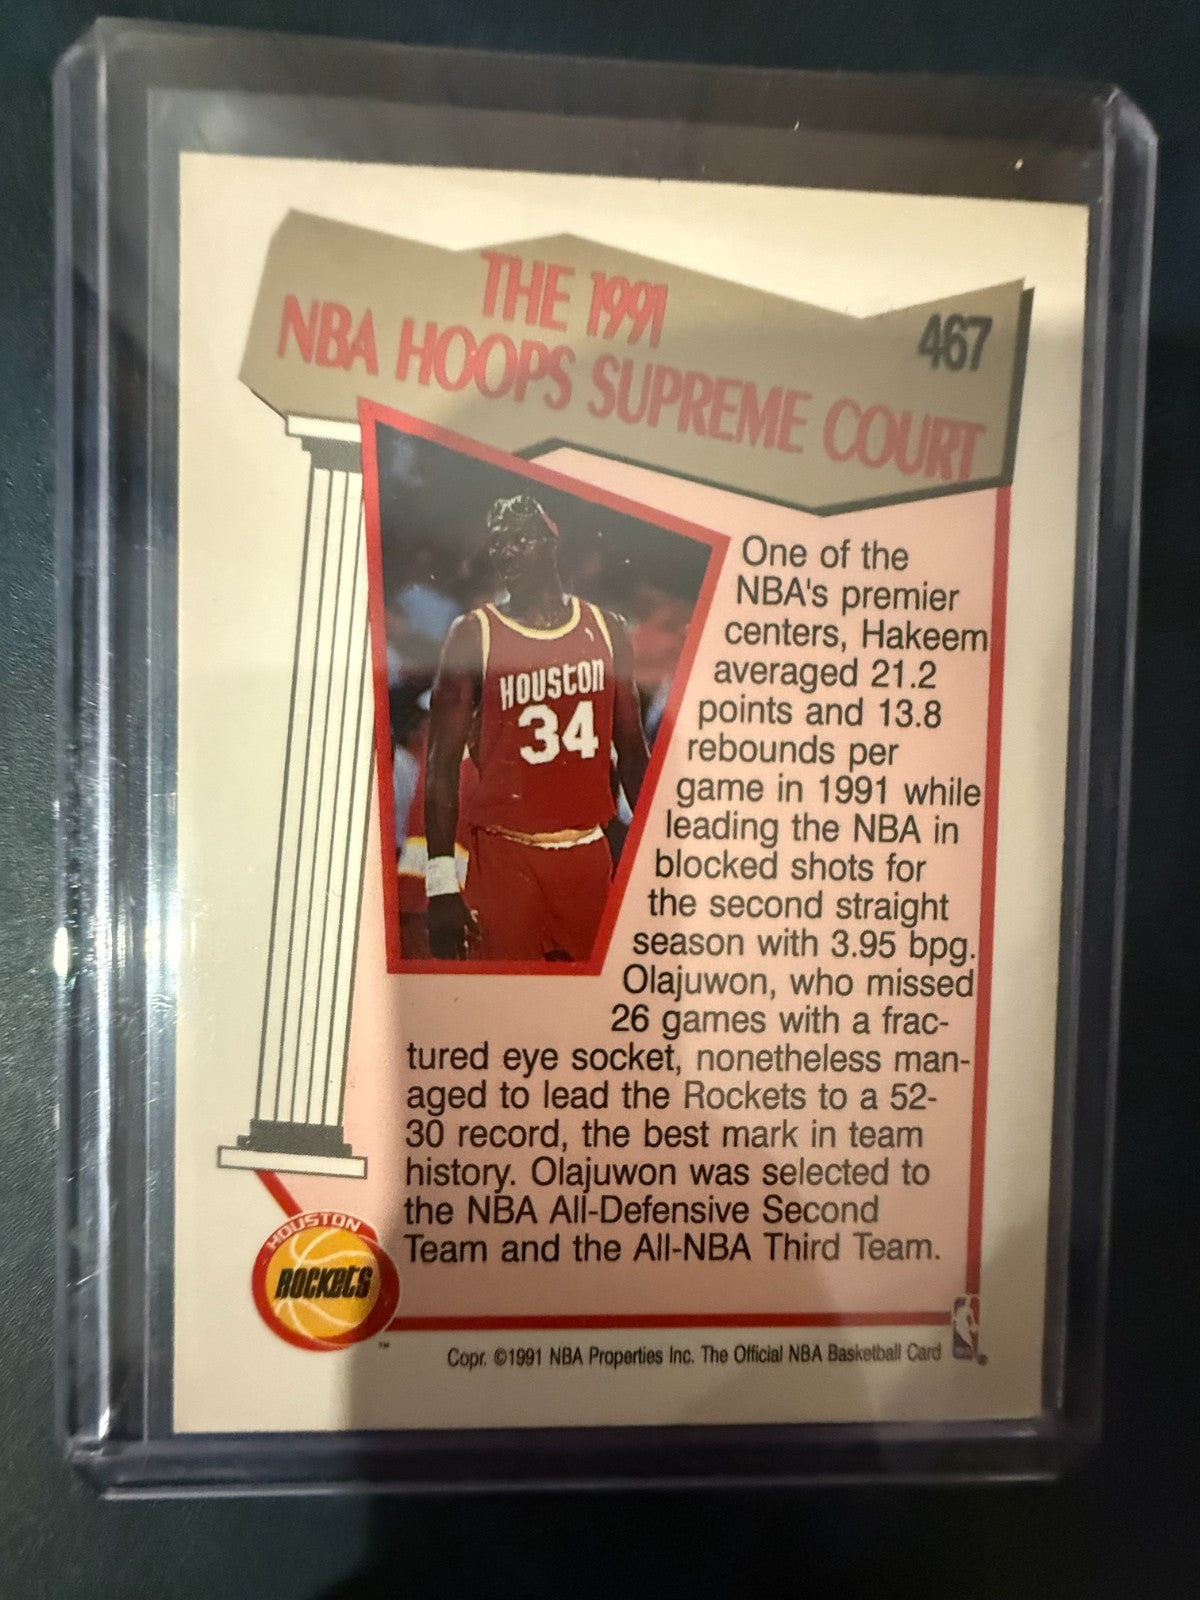 THE 1991
NBA HOOPS SUPREME COURT
467
HOUSTON
34
One of the
NBA's premier
centers, Hakeem
averaged 21.2
points and 13.8
rebounds per
game in 1991 while
leading the NBA in
blocked shots for
the second straight
season with 3.95 bpg.
Olajuwon, who missed
26 games with a frac-
tured eye socket, nonetheless man-
aged to lead the Rockets to a 52-
30 record, the best mark in team
history. Olajuwon was selected to
the NBA All-Defensive Second
Team and the All-NBA Third Team.
HOUSTON
ROCKETS
™
Copr. ©1991 NBA Properties Inc. The Official NBA Basketball Card
®